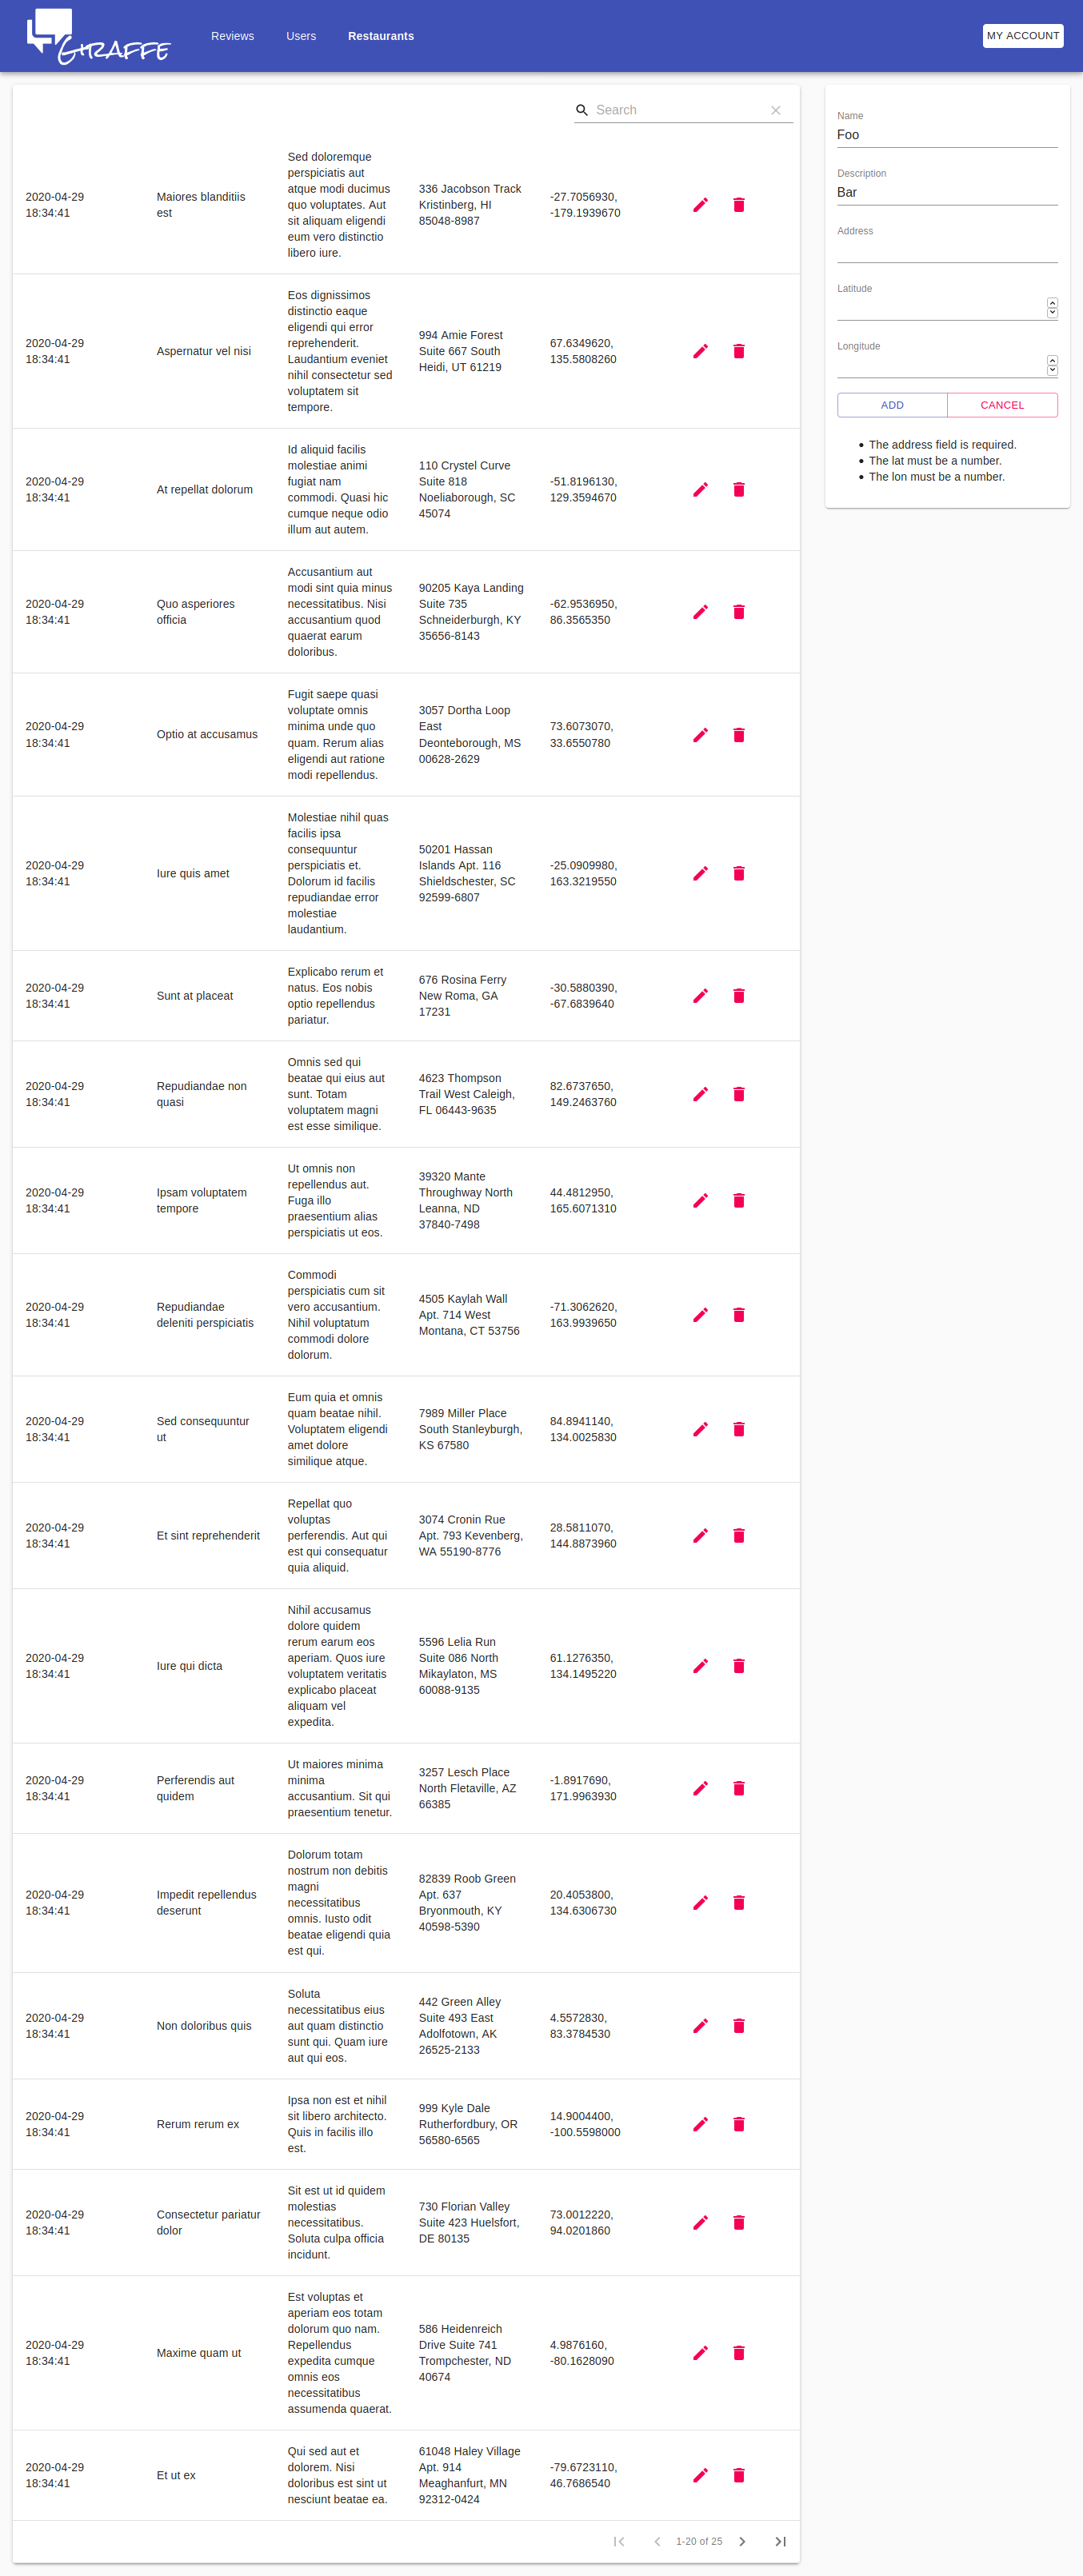 GIRAFFE
Reviews Users Restaurants MY ACCOUNT
Search
2020-04-29
18:34:41
Maiores blanditiis
est
Sed doloremque
perspiciatis aut
atque modi ducimus
quo voluptates. Aut
sit aliquam eligendi
eum vero distinctio
libero iure.
336 Jacobson Track
Kristinberg, HI
85048-8987
-27.7056930,
-179.1939670
2020-04-29
18:34:41
Aspernatur vel nisi
Eos dignissimos
distinctio eaque
eligendi qui error
reprehenderit.
Laudantium eveniet
nihil consectetur sed
voluptatem sit
tempore.
994 Amie Forest
Suite 667 South
Heidi, UT 61219
67.6349620,
135.5808260
2020-04-29
18:34:41
At repellat dolorum
Id aliquid facilis
molestiae animi
fugiat nam
commodi. Quasi hic
cumque neque odio
illum aut autem.
110 Crystel Curve
Suite 818
Noeliaborough, SC
45074
-51.8196130,
129.3594670
2020-04-29
18:34:41
Quo asperiores
officia
Accusantium aut
modi sint quia minus
necessitatibus. Nisi
accusantium quod
quaerat earum
doloribus.
90205 Kaya Landing
Suite 735
Schneiderburgh, KY
35656-8143
-62.9536950,
86.3565350
2020-04-29
18:34:41
Optio at accusamus
Fugit saepe quasi
voluptate omnis
minima unde quo
quam. Rerum alias
eligendi aut ratione
modi repellendus.
3057 Dortha Loop
East
Deonteborough, MS
00628-2629
73.6073070,
33.6550780
2020-04-29
18:34:41
Iure quis amet
Molestiae nihil quas
facilis ipsa
consequuntur
perspiciatis et.
Dolorum id facilis
repudiandae error
molestiae
laudantium.
50201 Hassan
Islands Apt. 116
Shieldschester, SC
92599-6807
-25.0909980,
163.3219550
2020-04-29
18:34:41
Sunt at placeat
Explicabo rerum et
natus. Eos nobis
optio repellendus
pariatur.
676 Rosina Ferry
New Roma, GA
17231
-30.5880390,
-67.6839640
2020-04-29
18:34:41
Repudiandae non
quasi
Omnis sed qui
beatae qui eius aut
sunt. Totam
voluptatem magni
est esse similique.
4623 Thompson
Trail West Caleigh,
FL 06443-9635
82.6737650,
149.2463760
2020-04-29
18:34:41
Ipsam voluptatem
tempore
Ut omnis non
repellendus aut.
Fuga illo
praesentium alias
perspiciatis ut eos.
39320 Mante
Throughway North
Leanna, ND
37840-7498
44.4812950,
165.6071310
2020-04-29
18:34:41
Repudiandae
deleniti perspiciatis
Commodi
perspiciatis cum sit
vero accusantium.
Nihil voluptatum
commodi dolore
dolorum.
4505 Kaylah Wall
Apt. 714 West
Montana, CT 53756
-71.3062620,
163.9939650
2020-04-29
18:34:41
Sed consequuntur
ut
Eum quia et omnis
quam beatae nihil.
Voluptatem eligendi
amet dolore
similique atque.
7989 Miller Place
South Stanleyburgh,
KS 67580
84.8941140,
134.0025830
2020-04-29
18:34:41
Et sint reprehenderit
Repellat quo
voluptas
perferendis. Aut qui
est qui consequatur
quia aliquid.
3074 Cronin Rue
Apt. 793 Kevenberg,
WA 55190-8776
28.5811070,
144.8873960
2020-04-29
18:34:41
Iure qui dicta
Nihil accusamus
dolore quidem
rerum earum eos
aperiam. Quos iure
voluptatem veritatis
explicabo placeat
aliquam vel
expedita.
5596 Lelia Run
Suite 086 North
Mikaylaton, MS
60088-9135
61.1276350,
134.1495220
2020-04-29
18:34:41
Perferendis aut
quidem
Ut maiores minima
minima
accusantium. Sit qui
praesentium tenetur.
3257 Lesch Place
North Fletaville, AZ
66385
-1.8917690,
171.9963930
2020-04-29
18:34:41
Impedit repellendus
deserunt
Dolorum totam
nostrum non debitis
magni
necessitatibus
omnis. Iusto odit
beatae eligendi quia
est qui.
82839 Roob Green
Apt. 637
Bryonmouth, KY
40598-5390
20.4053800,
134.6306730
2020-04-29
18:34:41
Non doloribus quis
Soluta
necessitatibus eius
aut quam distinctio
sunt qui. Quam iure
aut qui eos.
442 Green Alley
Suite 493 East
Adolfotown, AK
26525-2133
4.5572830,
83.3784530
2020-04-29
18:34:41
Rerum rerum ex
Ipsa non est et nihil
sit libero architecto.
Quis in facilis illo
est.
999 Kyle Dale
Rutherfordbury, OR
56580-6565
14.9004400,
-100.5598000
2020-04-29
18:34:41
Consectetur pariatur
dolor
Sit est ut id quidem
molestias
necessitatibus.
Soluta culpa officia
incidunt.
730 Florian Valley
Suite 423 Huelsfort,
DE 80135
73.0012220,
94.0201860
2020-04-29
18:34:41
Maxime quam ut
Est voluptas et
aperiam eos totam
dolorum quo nam.
Repellendus
expedita cumque
omnis eos
necessitatibus
assumenda quaerat.
586 Heidenreich
Drive Suite 741
Trompchester, ND
40674
4.9876160,
-80.1628090
2020-04-29
18:34:41
Et ut ex
Qui sed aut et
dolorem. Nisi
doloribus est sint ut
nesciunt beatae ea.
61048 Haley Village
Apt. 914
Meaghanfurt, MN
92312-0424
-79.6723110,
46.7686540
1-20 of 25
Name
Foo
Description
Bar
Address
Latitude
Longitude
ADD CANCEL
The address field is required.
The lat must be a number.
The lon must be a number.